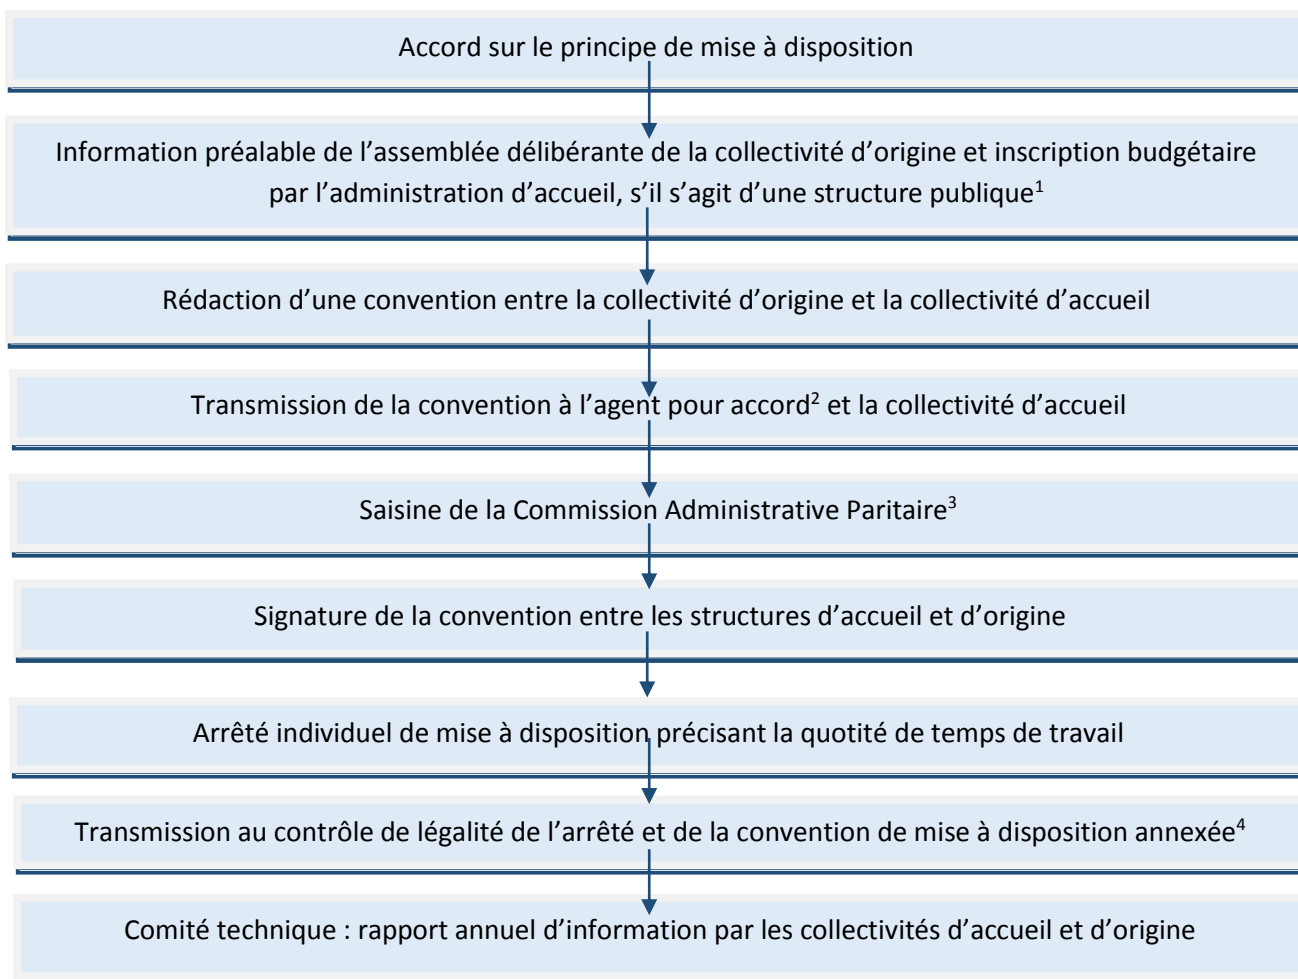 Accord sur le principe de mise à disposition
Information préalable de l’assemblée délibérante de la collectivité d’origine et inscription budgétaire
par l’administration d’accueil, s’il s’agit d’une structure publique¹
Rédaction d’une convention entre la collectivité d’origine et la collectivité d’accueil
Transmission de la convention à l’agent pour accord² et la collectivité d’accueil
Saisine de la Commission Administrative Paritaire³
Signature de la convention entre les structures d’accueil et d’origine
Arrêté individuel de mise à disposition précisant la quotité de temps de travail
Transmission au contrôle de légalité de l’arrêté et de la convention de mise à disposition annexée⁴
Comité technique : rapport annuel d’information par les collectivités d’accueil et d’origine